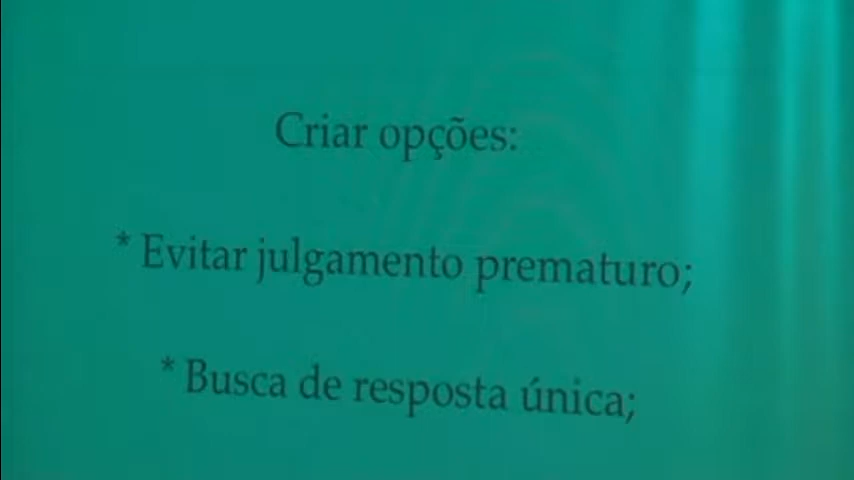 Criar opções:
* Evitar julgamento prematuro;
* Busca de resposta única;